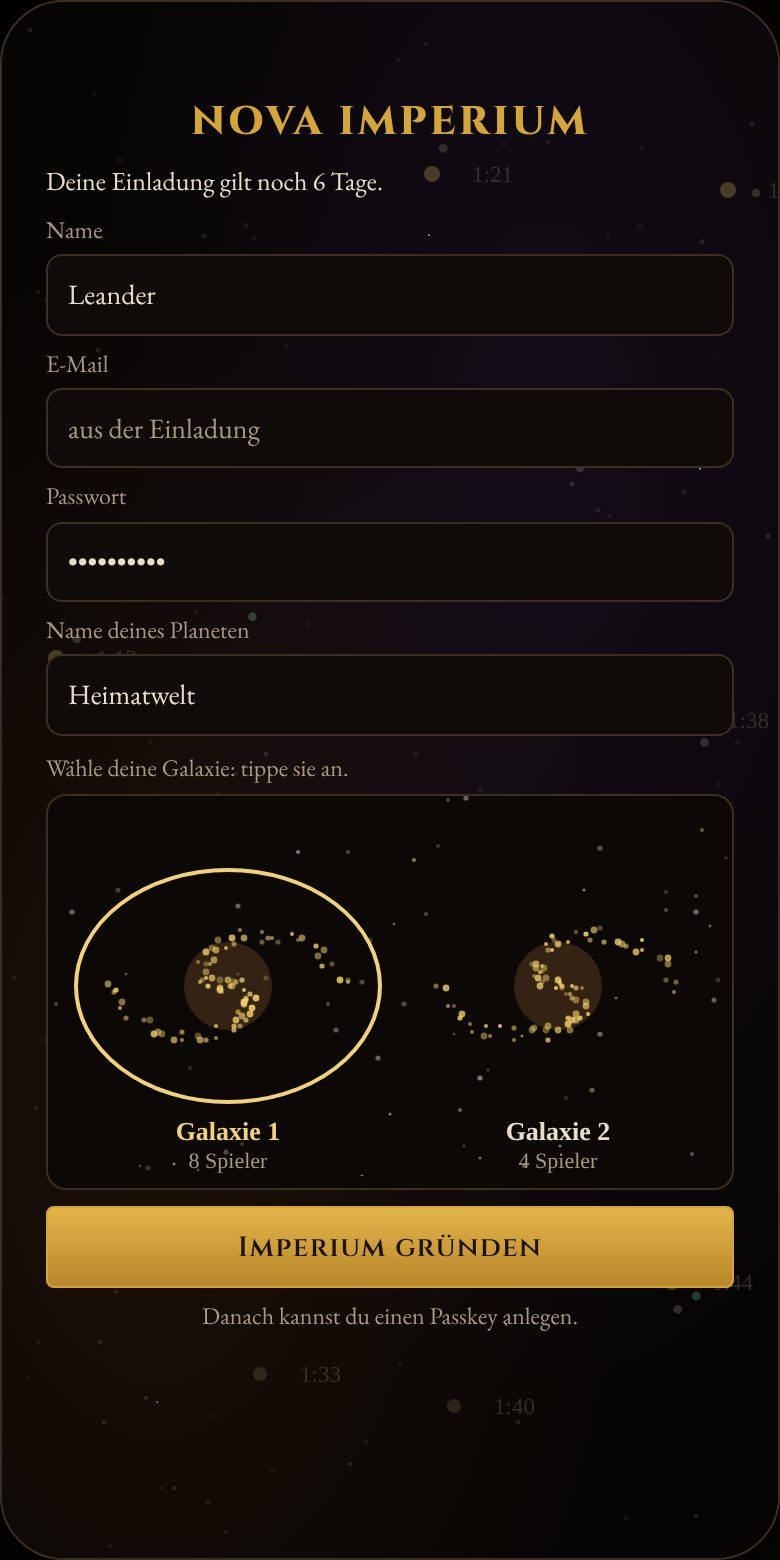 NOVA IMPERIUM
Deine Einladung gilt noch 6 Tage.
1:21
Name
Leander
E-Mail
aus der Einladung
Passwort
••••••••••
Name deines Planeten
Heimatwelt
1:38
Wähle deine Galaxie: tippe sie an.
Galaxie 1
8 Spieler
Galaxie 2
4 Spieler
IMPERIUM GRÜNDEN
Danach kannst du einen Passkey anlegen.
1:33
1:40